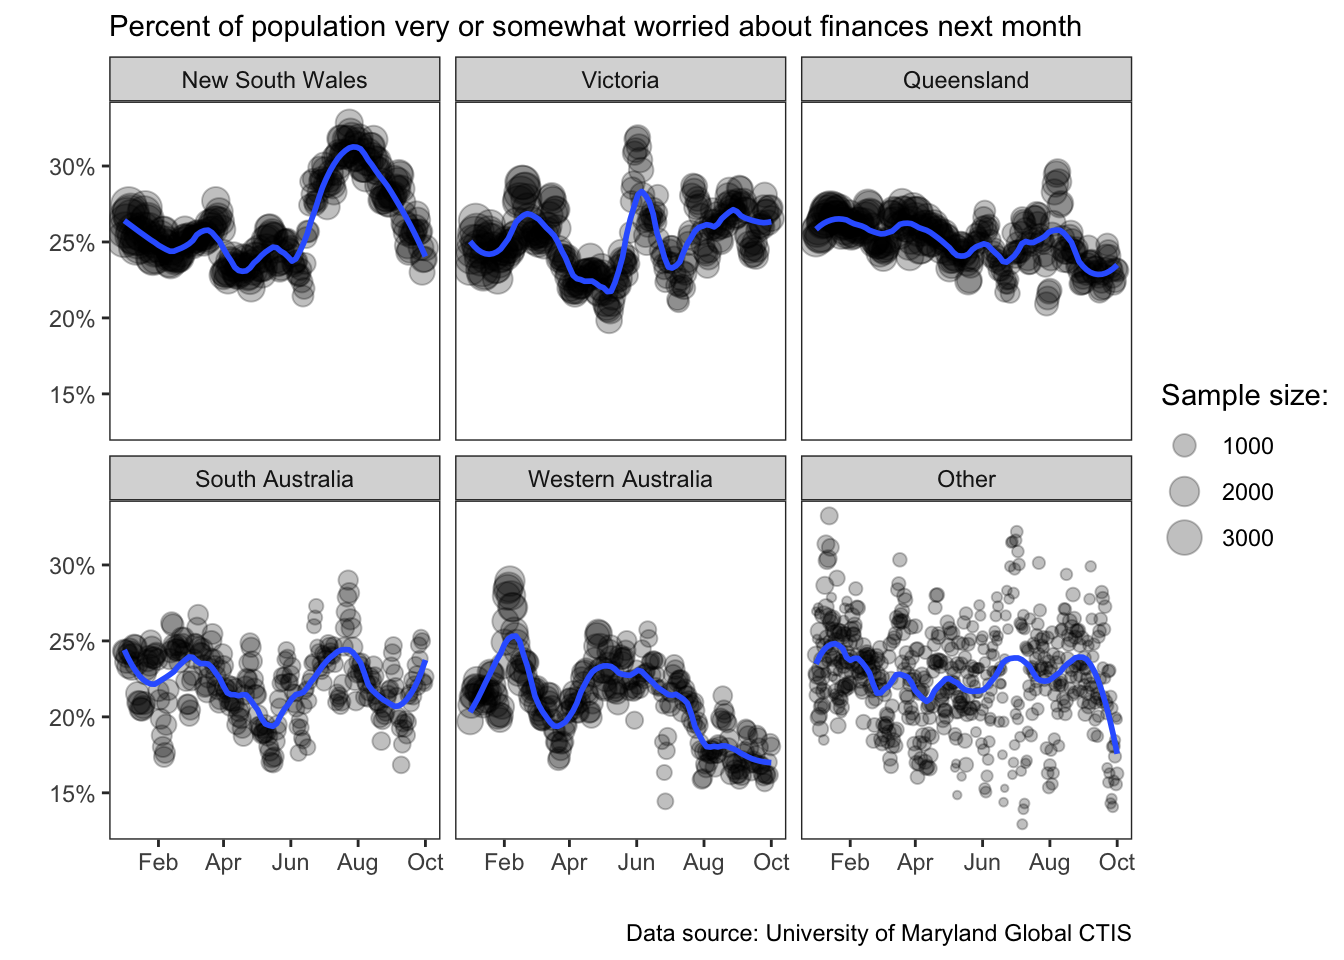 Percent of population very or somewhat worried about finances next month
New South Wales
Victoria
Queensland
30%
25%
20%
15%
South Australia
Western Australia
Other
30%
25%
20%
15%
Feb Apr Jun Aug Oct
Feb Apr Jun Aug Oct
Feb Apr Jun Aug Oct
Sample size:
1000
2000
3000
Data source: University of Maryland Global CTIS